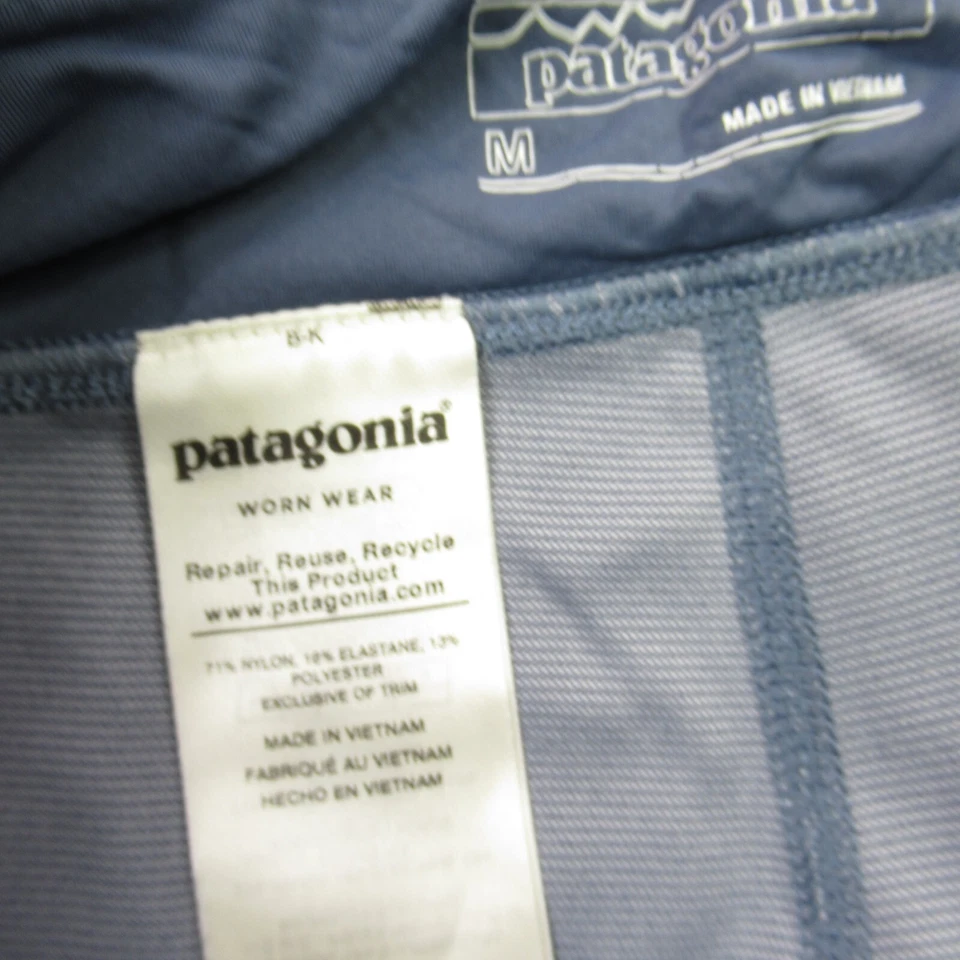 patagonia
M
MADE IN VIETNAM
B-K
patagonia®
WORN WEAR
Repair, Reuse, Recycle
This Product
www.patagonia.com
71% NYLON, 16% ELASTANE, 13%
POLYESTER
EXCLUSIVE OF TRIM
MADE IN VIETNAM
FABRIQUÉ AU VIETNAM
HECHO EN VIETNAM